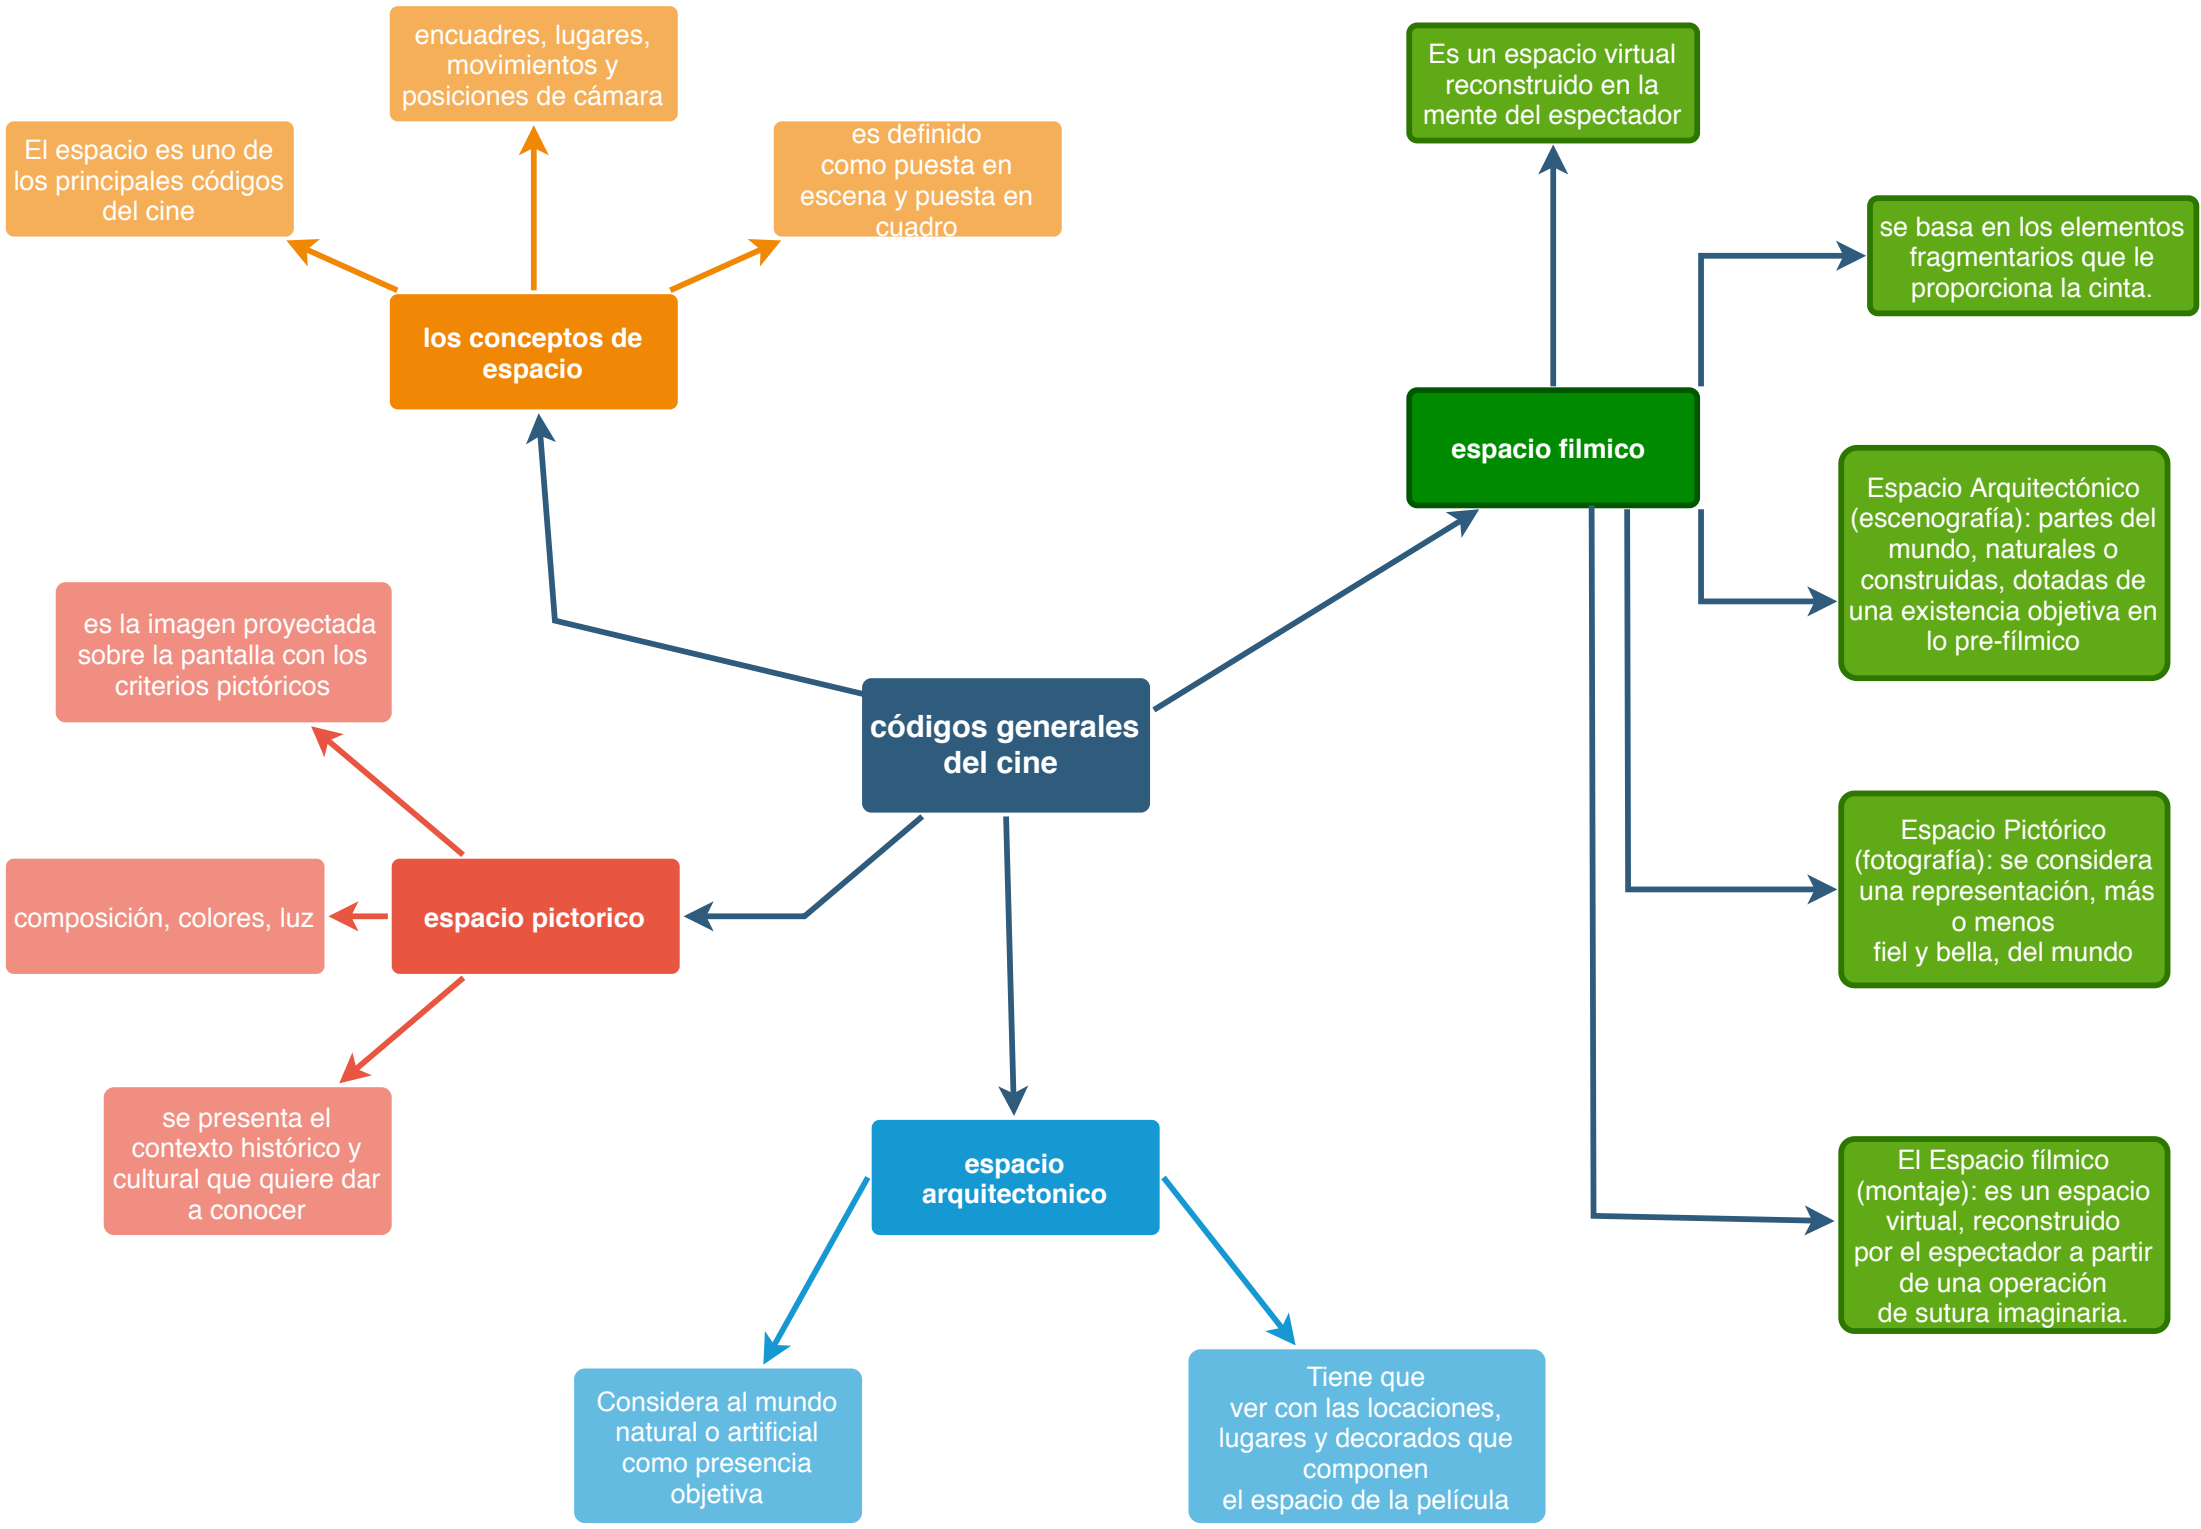 encuadres, lugares,
movimientos y
posiciones de cámara
El espacio es uno de
los principales códigos
del cine
es definido
como puesta en
escena y puesta en
cuadro
los conceptos de
espacio
Es un espacio virtual
reconstruido en la
mente del espectador
se basa en los elementos
fragmentarios que le
proporciona la cinta.
espacio filmico
Espacio Arquitectónico
(escenografía): partes del
mundo, naturales o
construidas, dotadas de
una existencia objetiva en
lo pre-fílmico
es la imagen proyectada
sobre la pantalla con los
criterios pictóricos
códigos generales
del cine
Espacio Pictórico
(fotografía): se considera
una representación, más
o menos
fiel y bella, del mundo
composición, colores, luz
espacio pictorico
se presenta el
contexto histórico y
cultural que quiere dar
a conocer
espacio
arquitectonico
El Espacio fílmico
(montaje): es un espacio
virtual, reconstruido
por el espectador a partir
de una operación
de sutura imaginaria.
Considera al mundo
natural o artificial
como presencia
objetiva
Tiene que
ver con las locaciones,
lugares y decorados que
componen
el espacio de la película